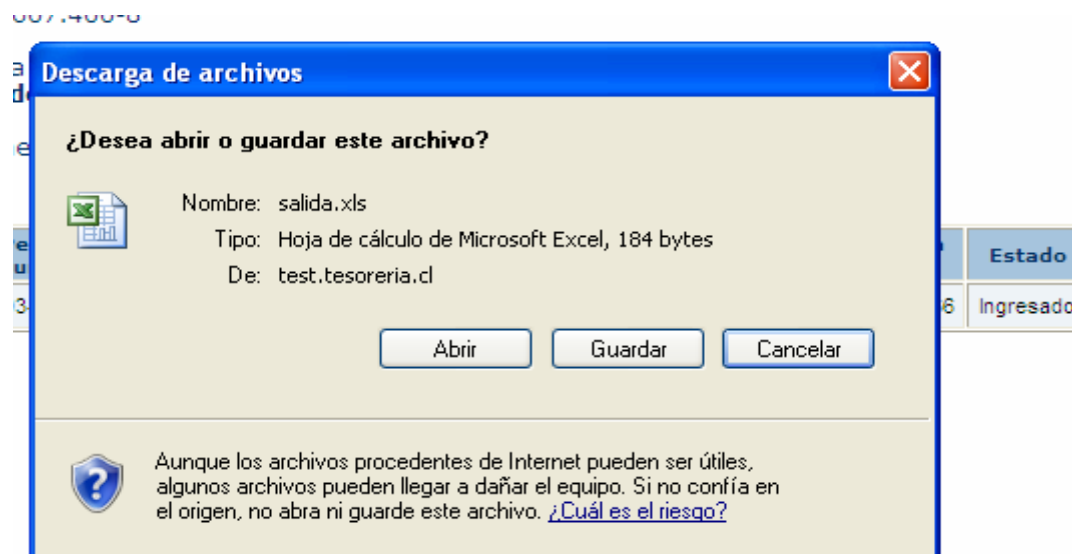 Descarga de archivos
¿Desea abrir o guardar este archivo?
Nombre: salida.xls
Tipo: Hoja de cálculo de Microsoft Excel, 184 bytes
De: test.tesoreria.cl
Estado
Ingresado
Abrir Guardar Cancelar
Aunque los archivos procedentes de Internet pueden ser útiles,
algunos archivos pueden llegar a dañar el equipo. Si no confía en
el origen, no abra ni guarde este archivo. ¿Cuál es el riesgo?